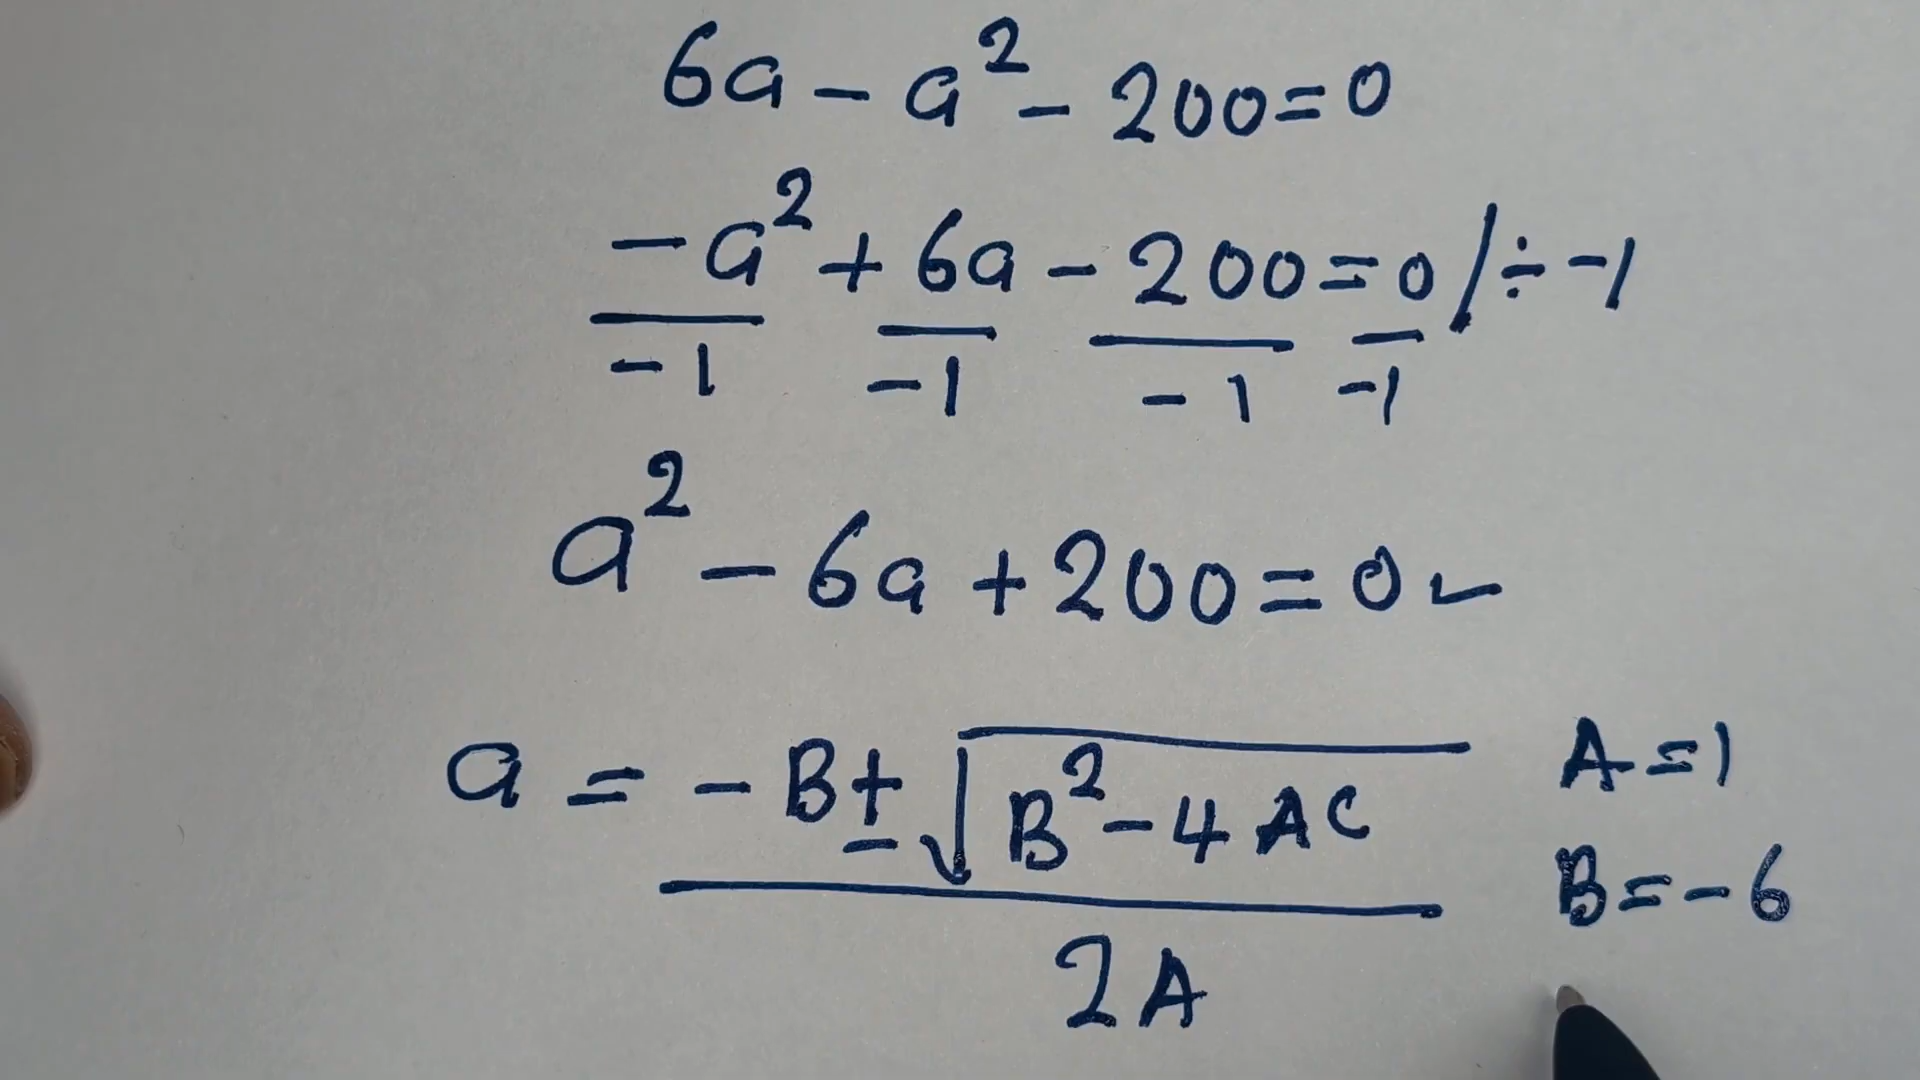 6a - a² - 200 = 0
-a² + 6a - 200 = 0 / ÷ -1
-1 -1 -1 -1
a² - 6a + 200 = 0 ✓
a = -B ± √B² - 4AC A = 1
B = -6
2A